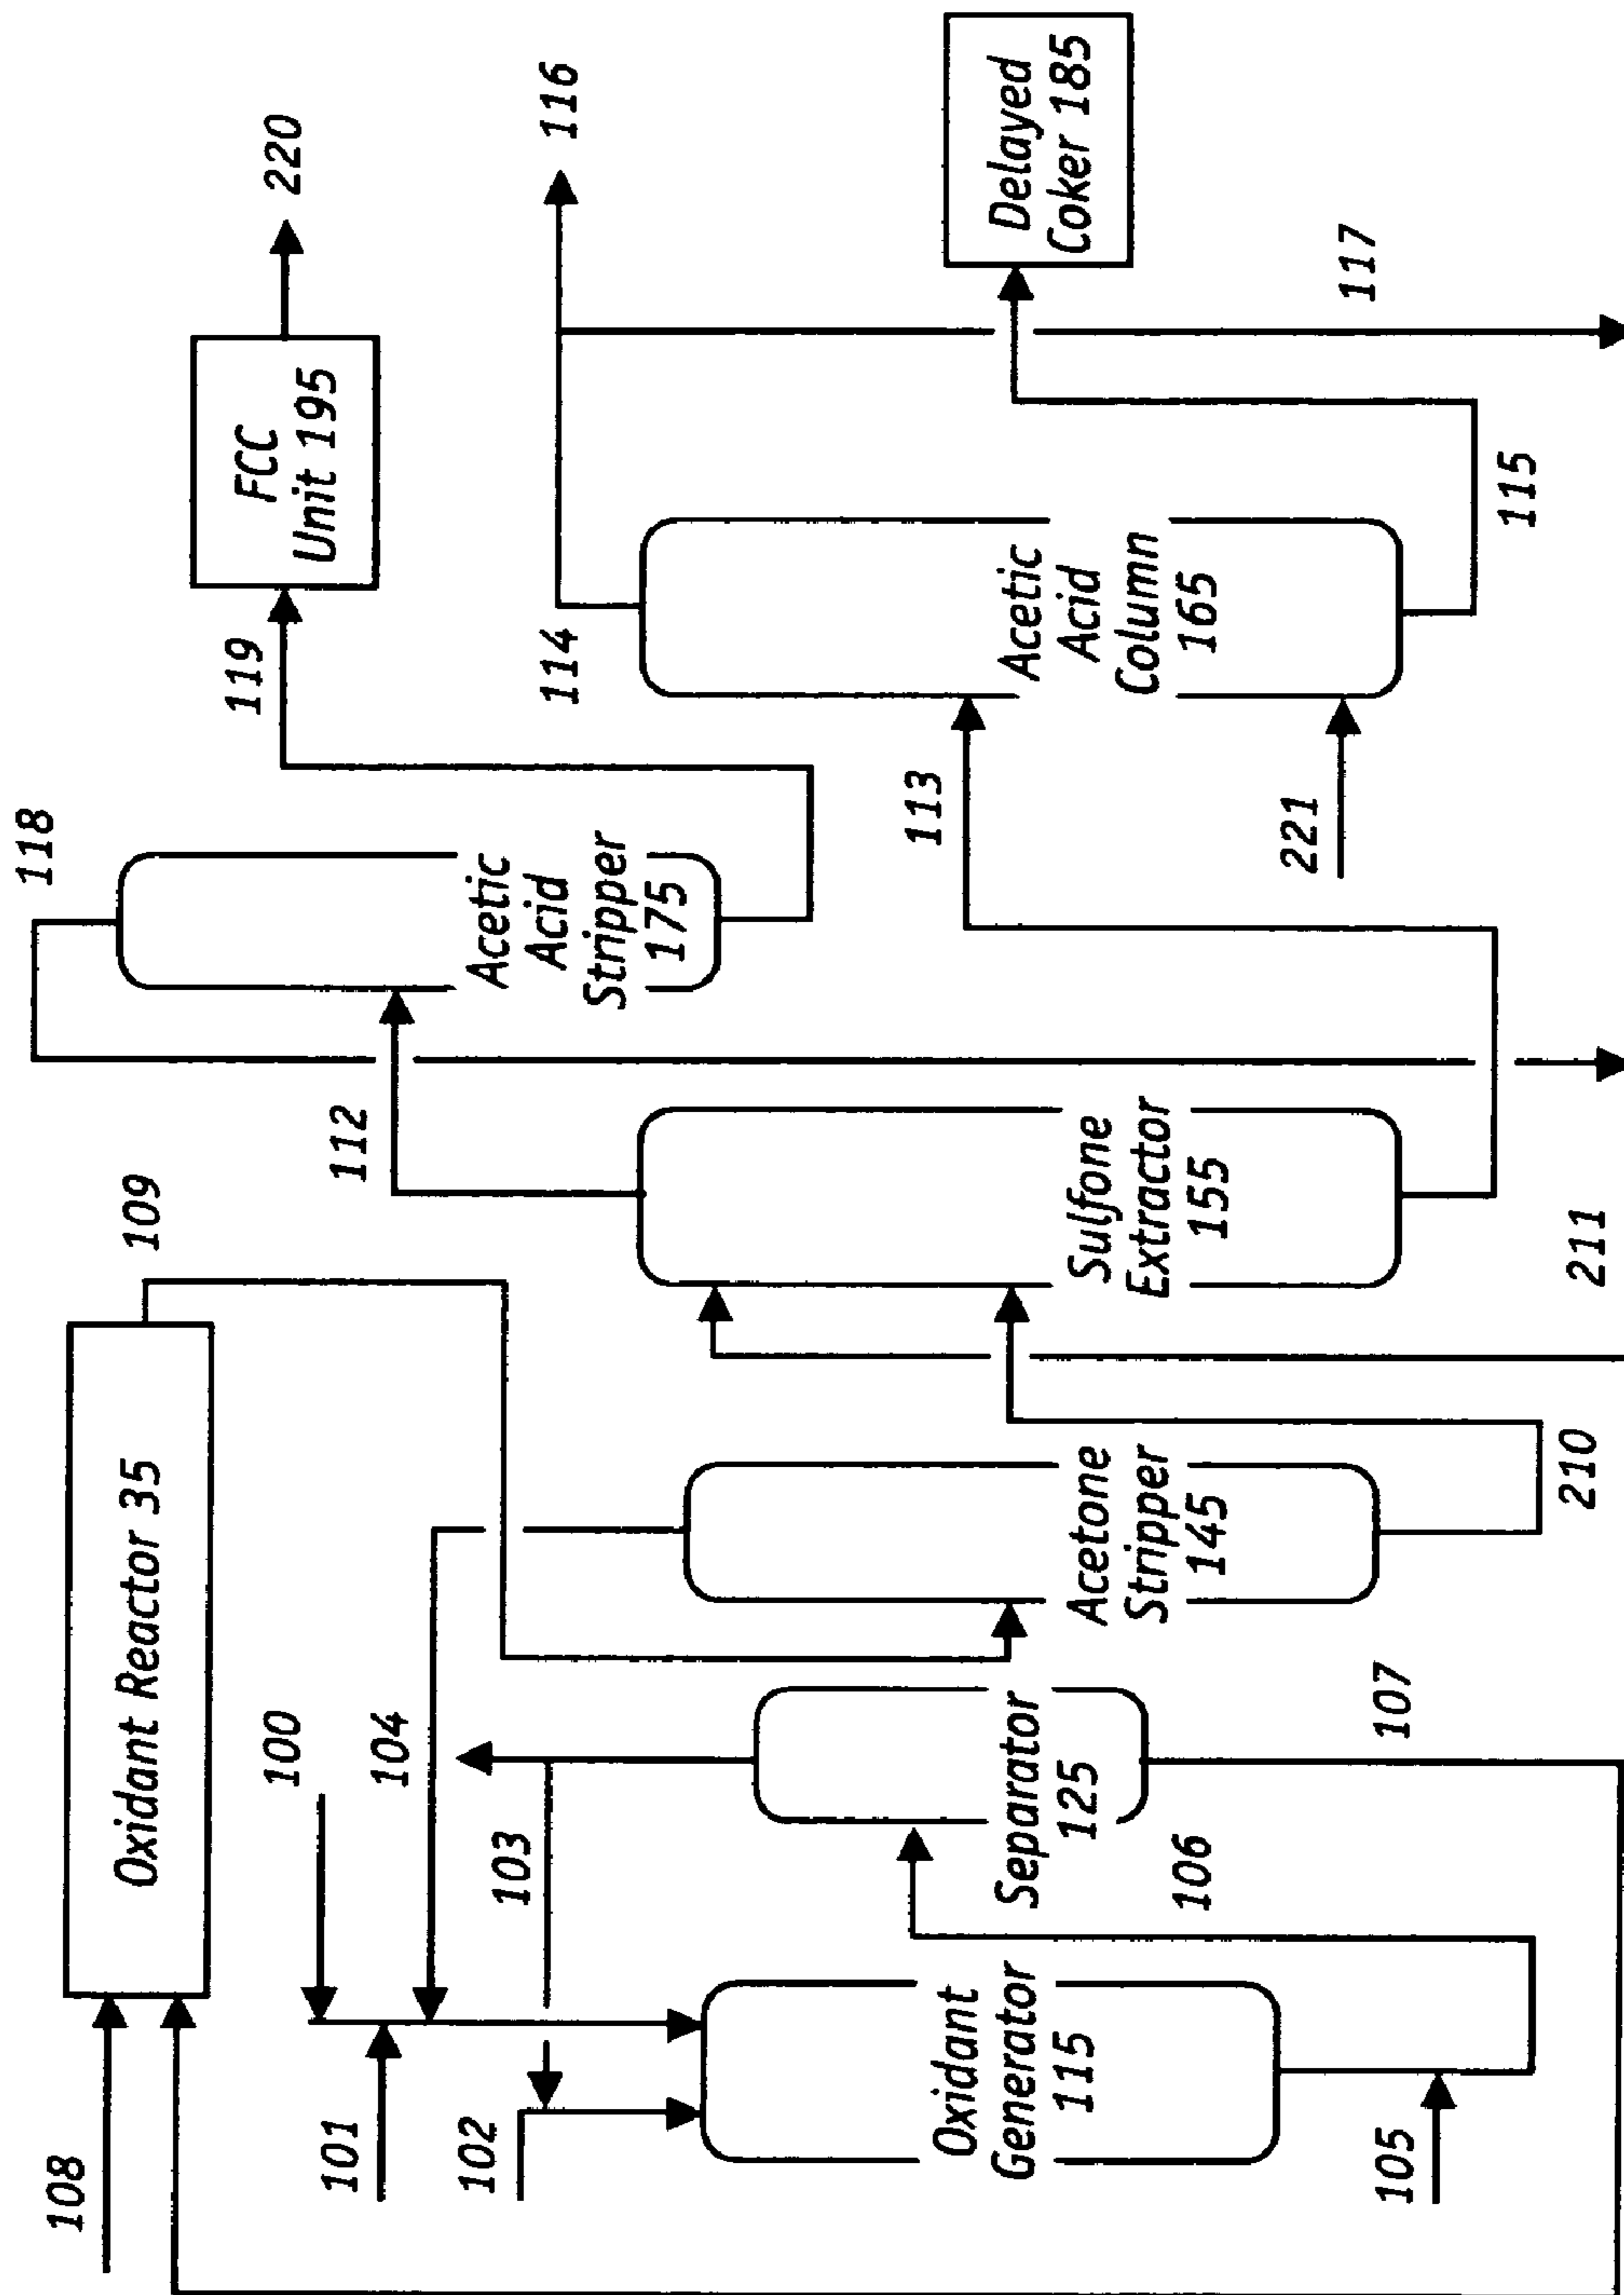 108
Oxidant Reactor 35
109
118
100
101
104
102
103
112
119
FCC
Unit 195
220
114
116
Oxidant
Generator
115
Separator
125
Acetone
Stripper
145
Sulfone
Extractor
155
Acetic
Acid
Stripper
175
113
Acetic
Acid
Column
165
Delayed
Coker 185
105
106
107
210
211
221
115
117